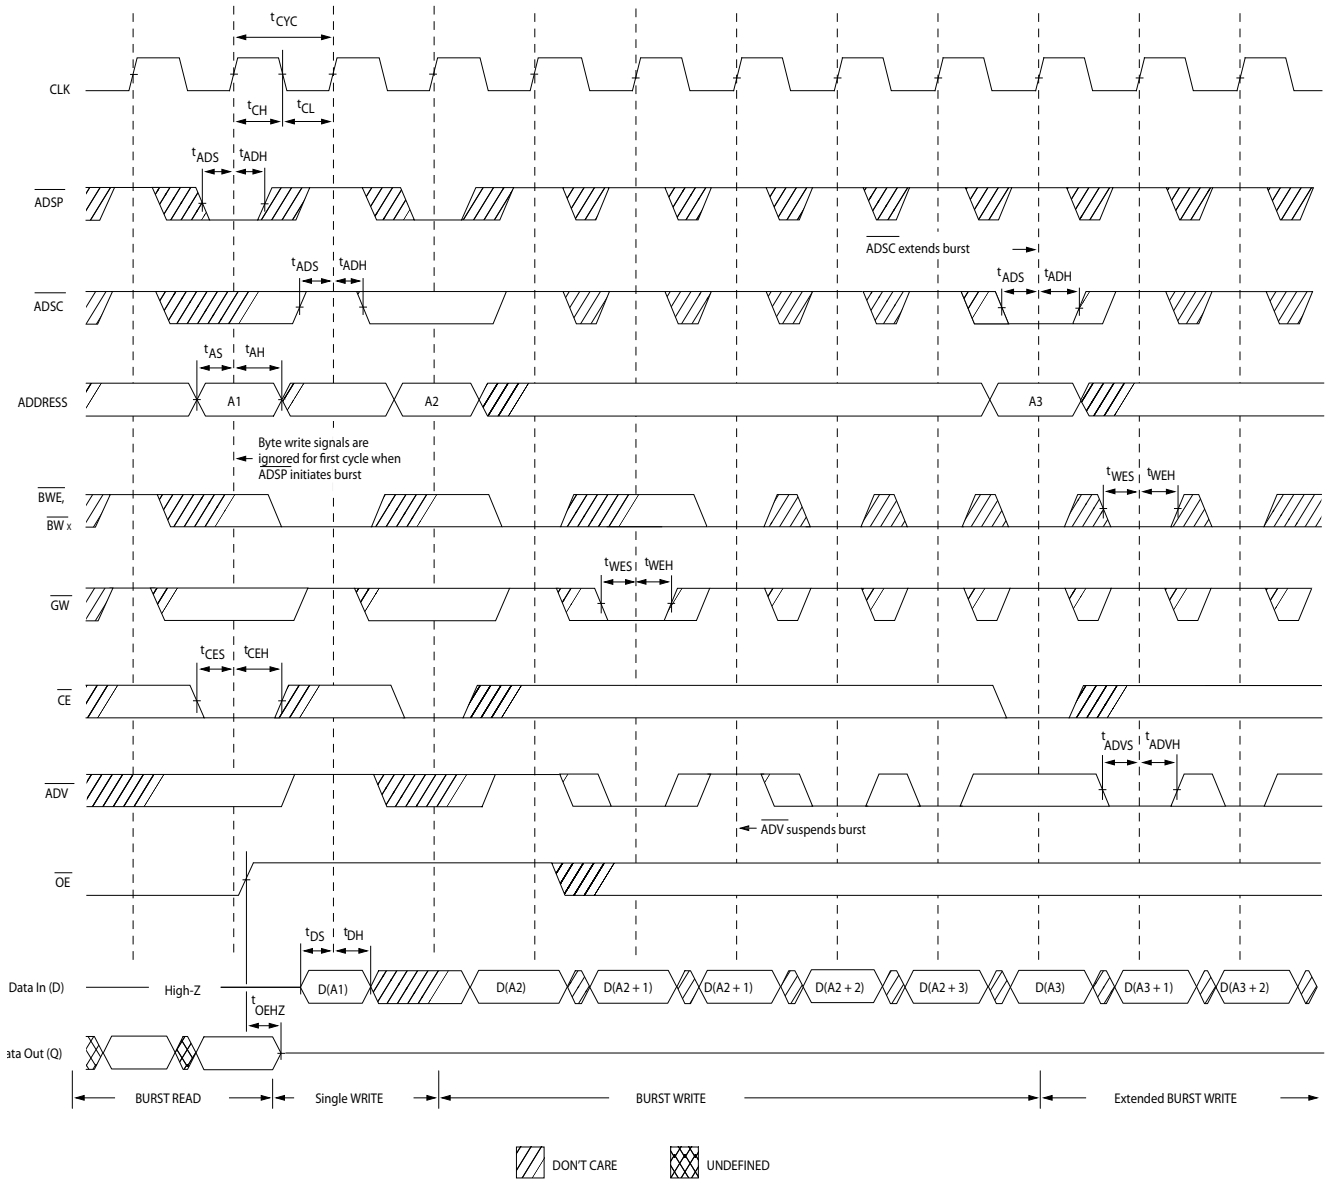 tCYC
CLK
tCH
tCL
tADS
tADH
ADSP
ADSC extends burst
tADS
tADH
tADS
tADH
ADSC
tAS
tAH
ADDRESS
A1
A2
A3
Byte write signals are
ignored for first cycle when
ADSP initiates burst
tWES
tWEH
BWE,
BW x
tWES
tWEH
GW
tCES
tCEH
CE
tADVS
tADVH
ADV
ADV suspends burst
OE
tDS
tDH
Data In (D)
High-Z
D(A1)
D(A2)
D(A2 + 1)
D(A2 + 1)
D(A2 + 2)
D(A2 + 3)
D(A3)
D(A3 + 1)
D(A3 + 2)
tOEHZ
ata Out (Q)
BURST READ
Single WRITE
BURST WRITE
Extended BURST WRITE
DON'T CARE
UNDEFINED